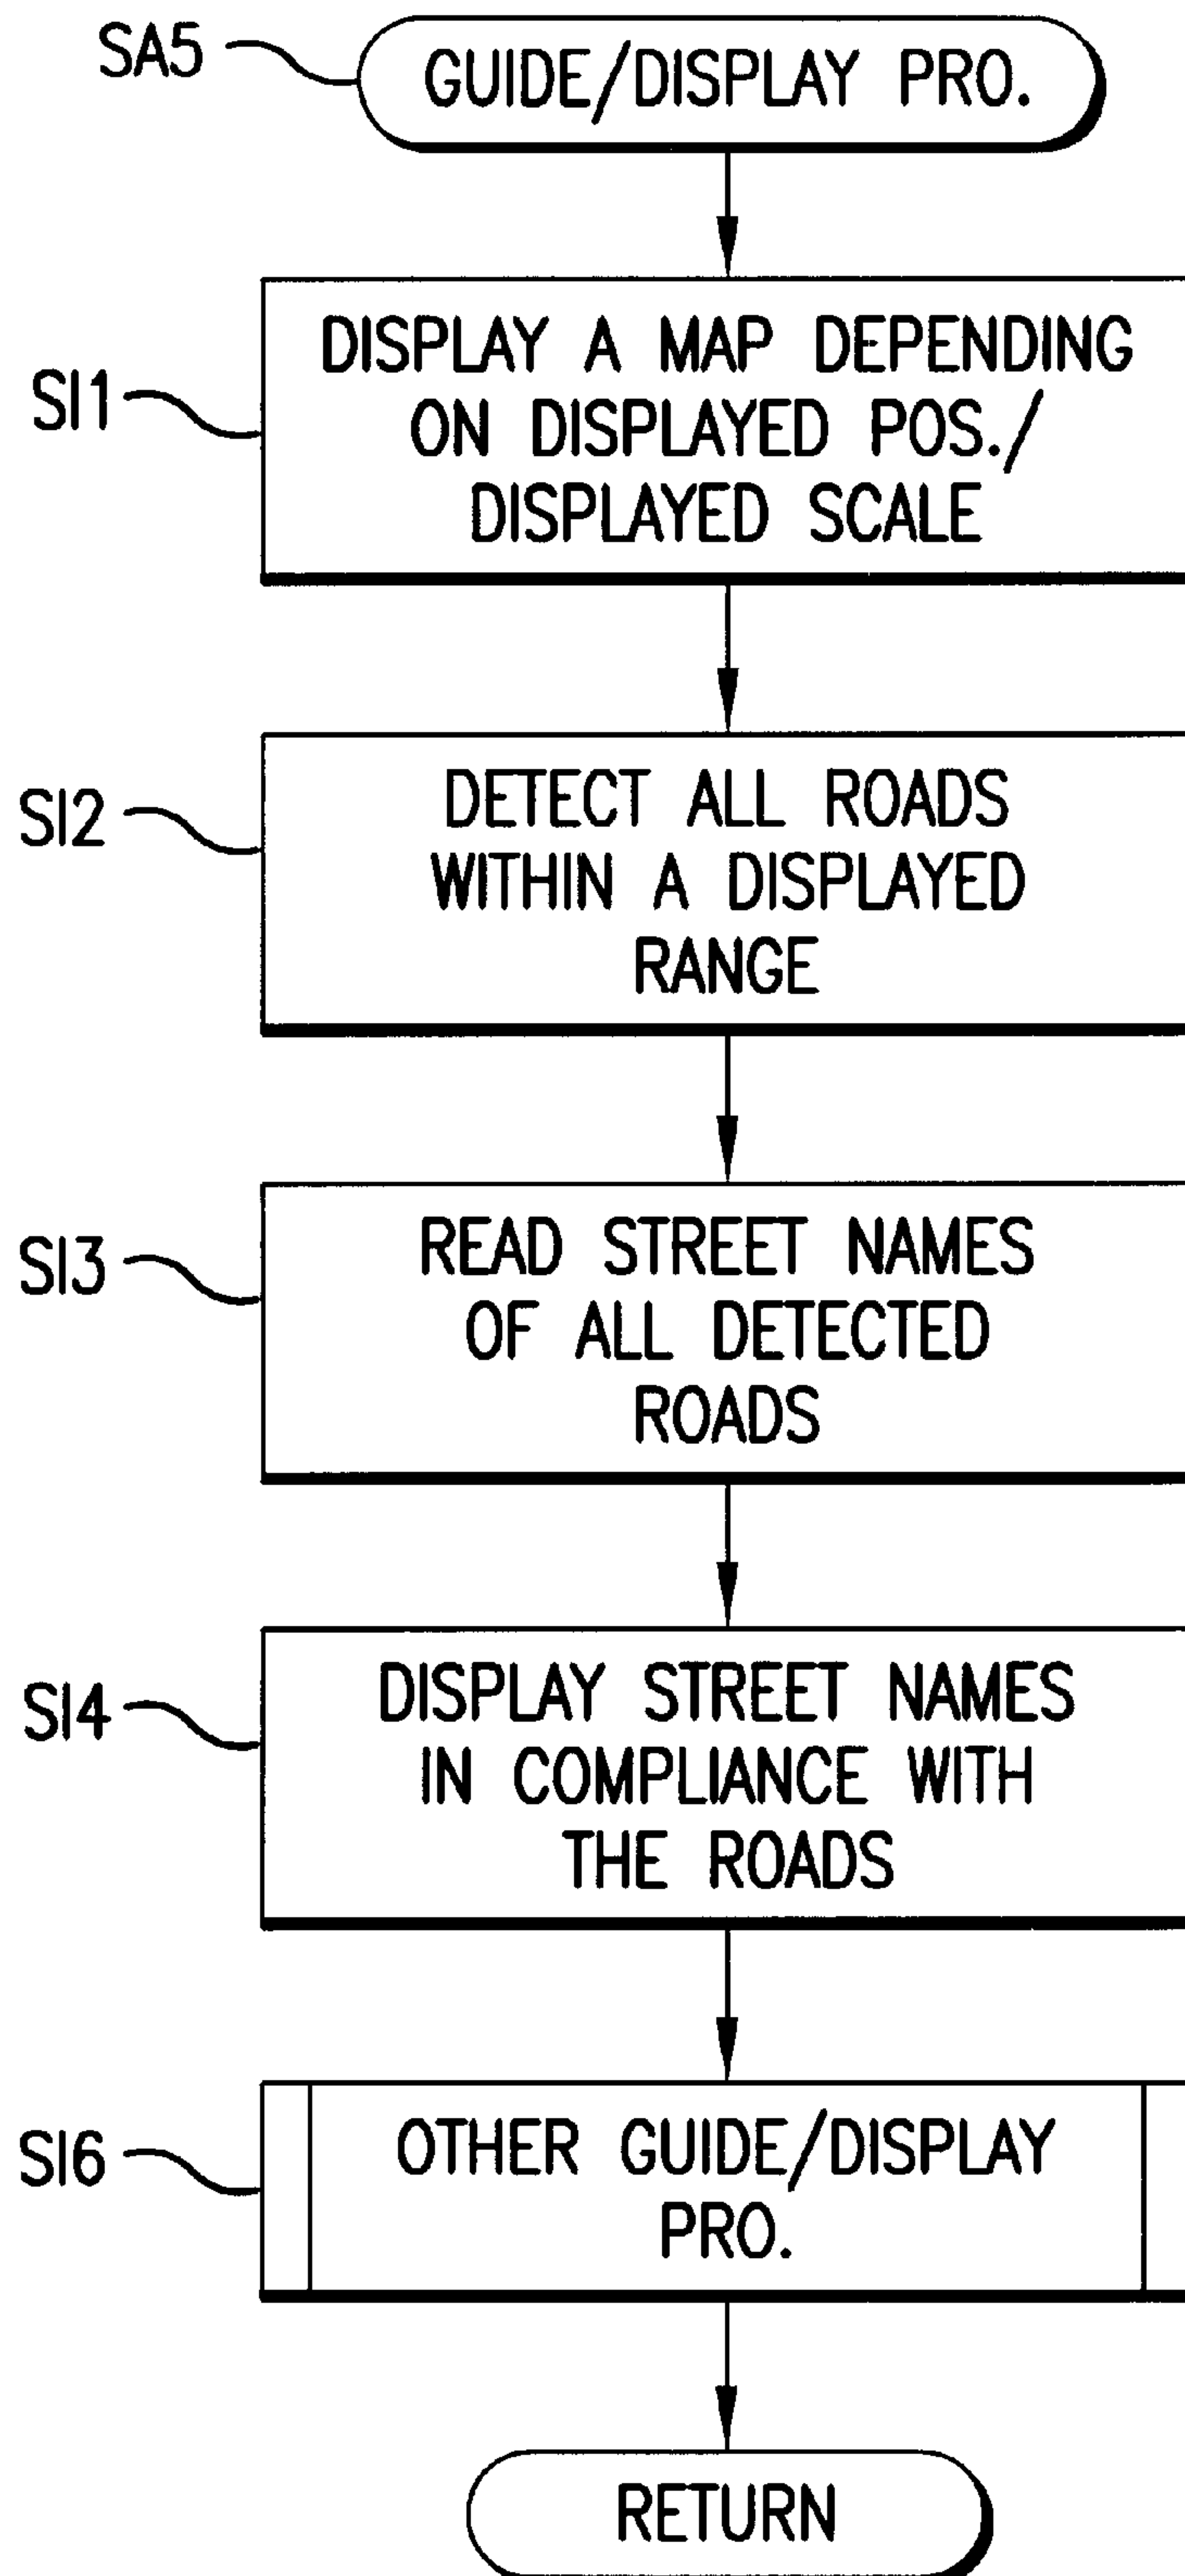 SA5
GUIDE/DISPLAY PRO.
SI1
DISPLAY A MAP DEPENDING
ON DISPLAYED POS./
DISPLAYED SCALE
SI2
DETECT ALL ROADS
WITHIN A DISPLAYED
RANGE
SI3
READ STREET NAMES
OF ALL DETECTED
ROADS
SI4
DISPLAY STREET NAMES
IN COMPLIANCE WITH
THE ROADS
SI6
OTHER GUIDE/DISPLAY
PRO.
RETURN